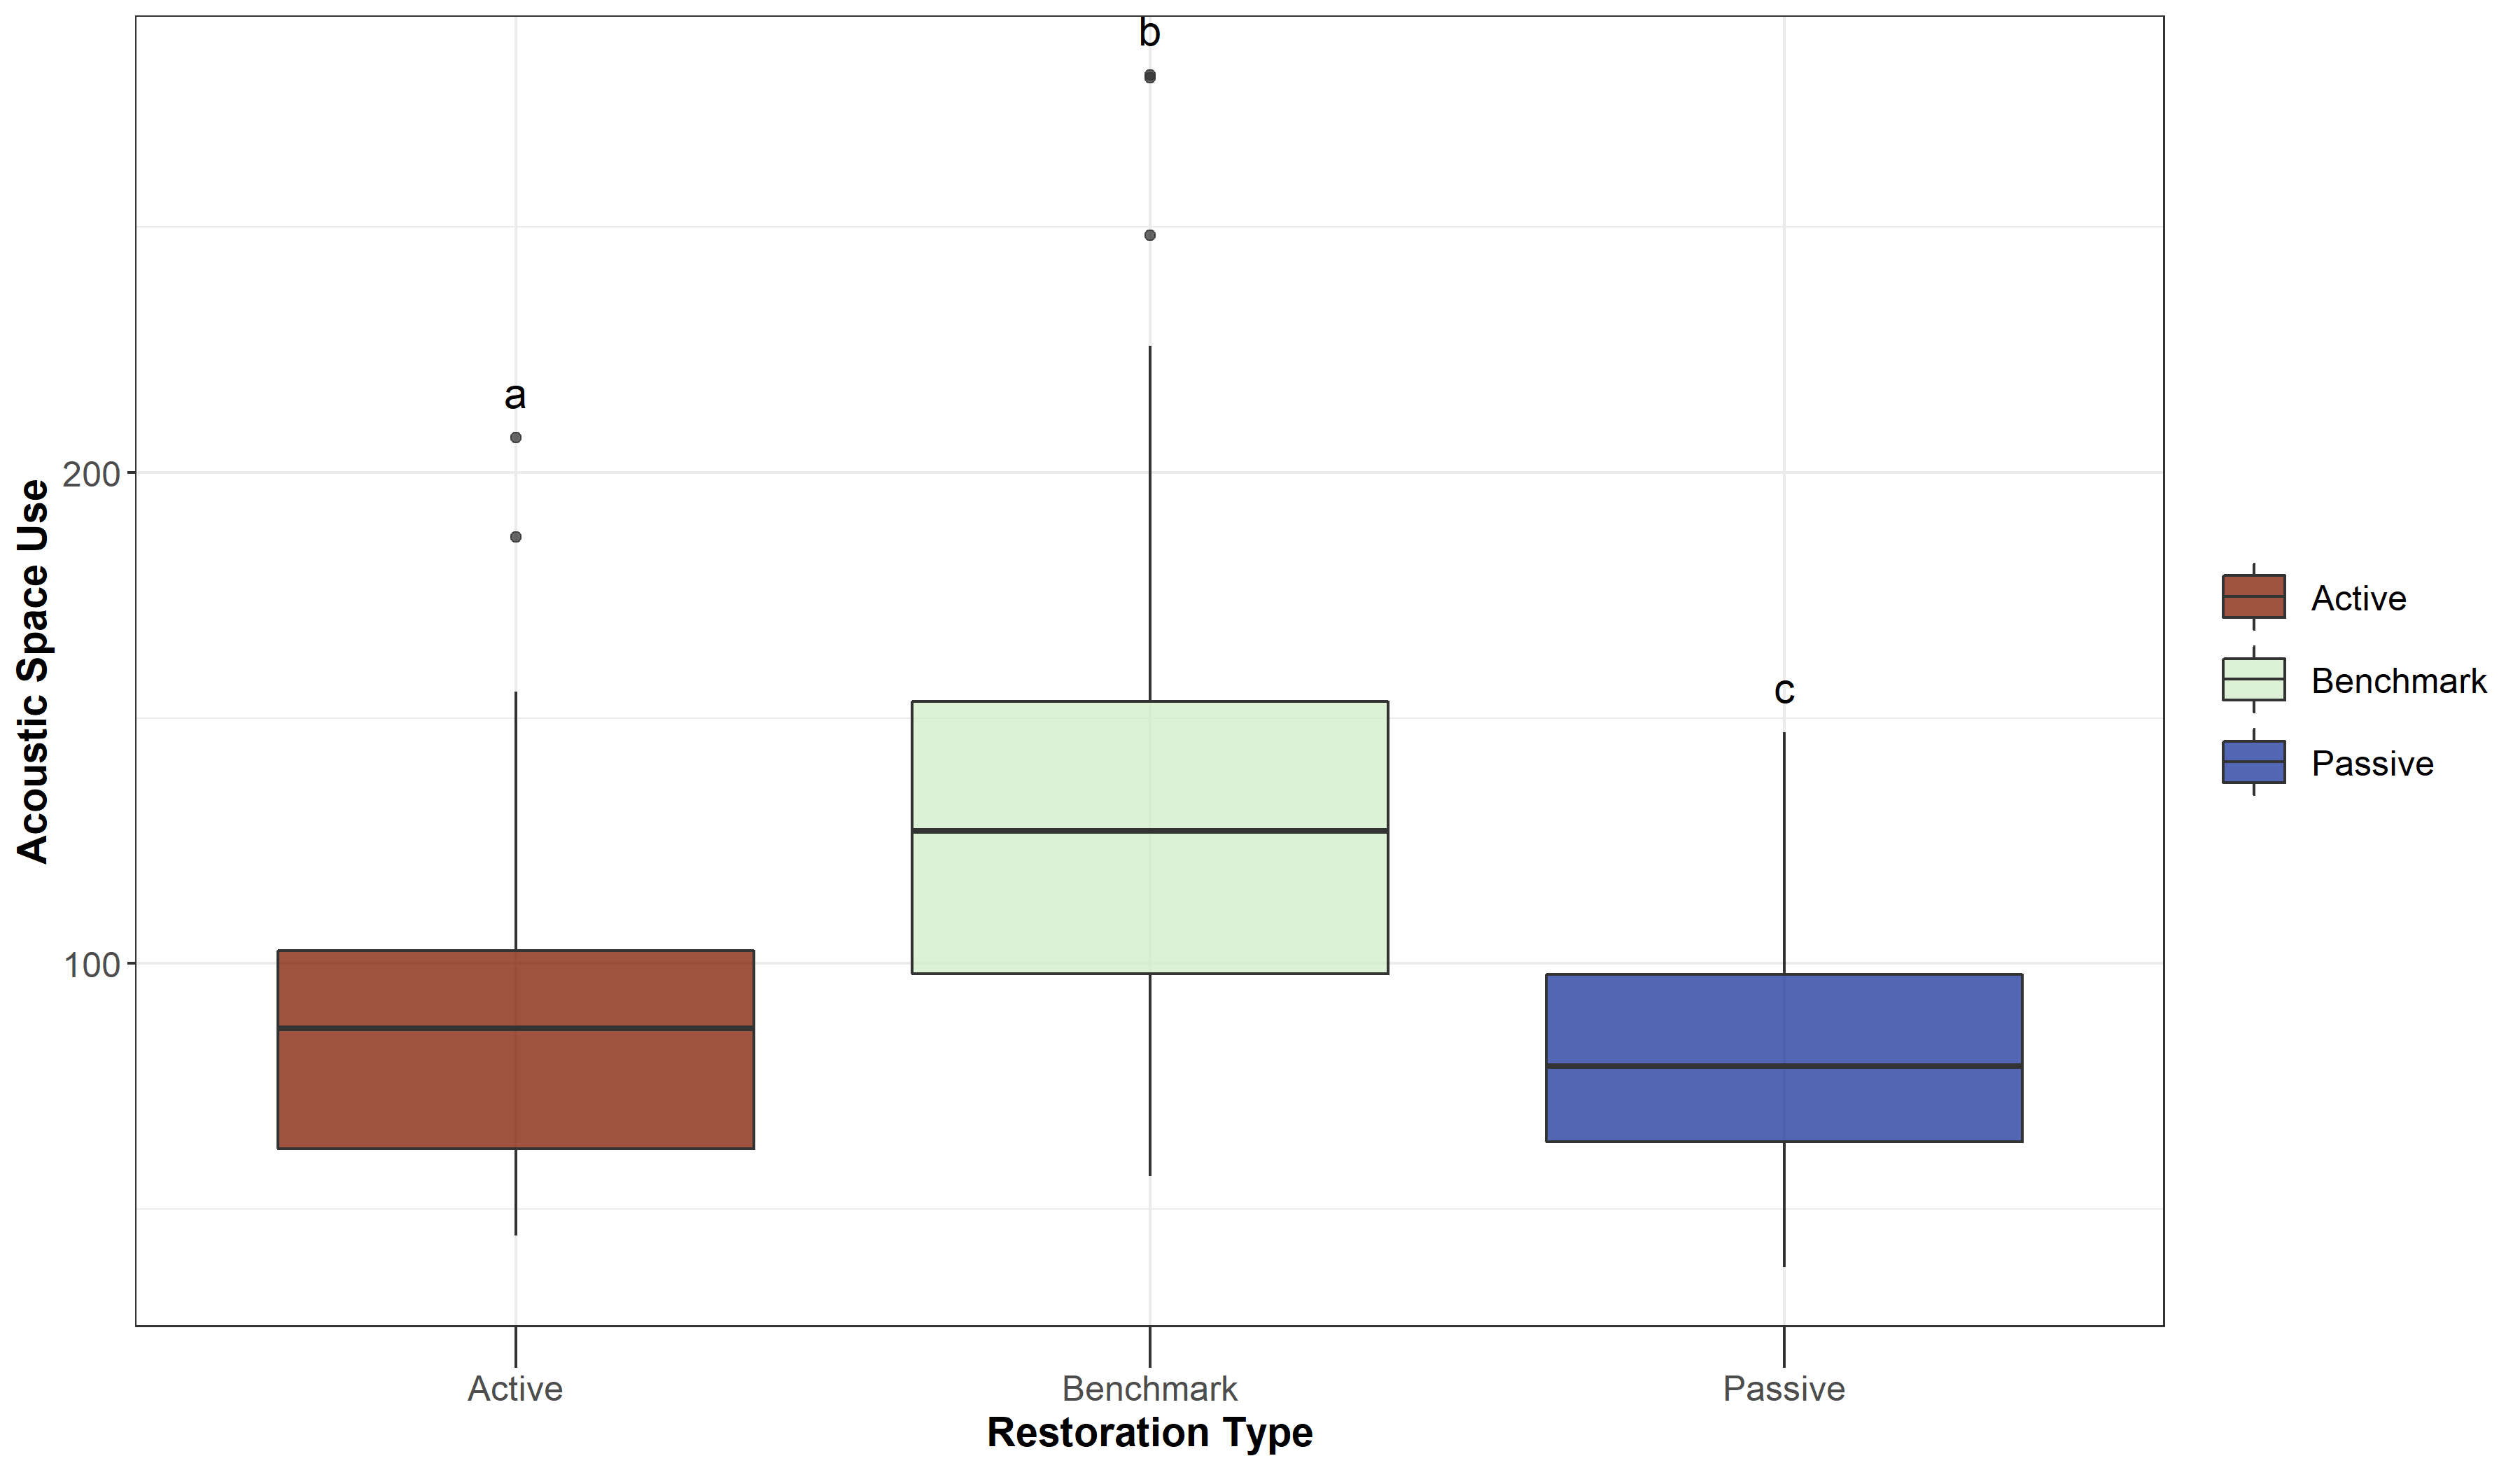 b
a
200
c
100
Acoustic Space Use
Active
Benchmark
Passive
Active
Benchmark
Passive
Restoration Type